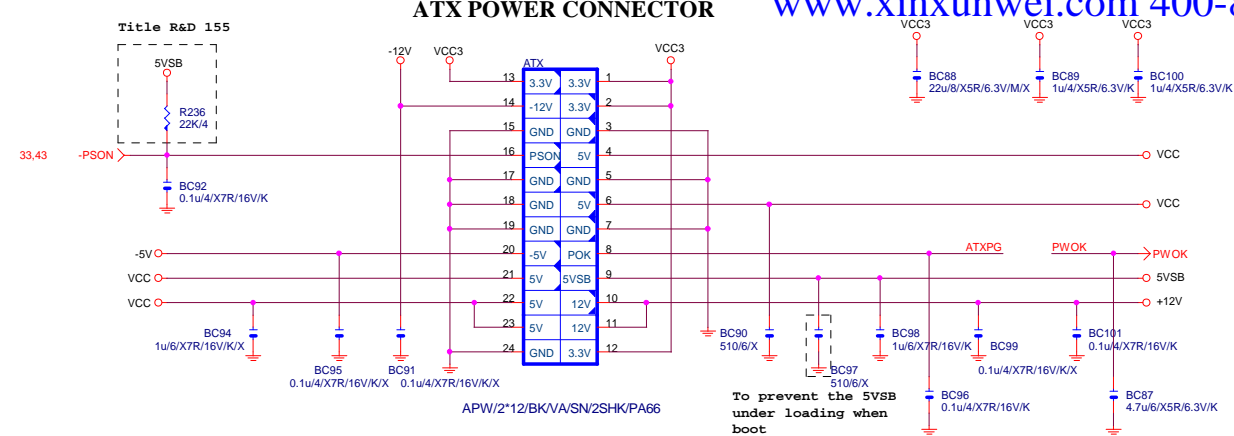 ATX POWER CONNECTOR
www.xinxunwei.com 400-8
Title R&D 155
5VSB
R236
22K/4
33,43
-PSON
BC92
0.1u/4/X7R/16V/K
-12V
VCC3
ATX
VCC3
13 3.3V 3.3V 1
14 -12V 3.3V 2
15 GND GND 3
16 PSON 5V 4
17 GND GND 5
18 GND 5V 6
19 GND GND 7
20 -5V POK 8
21 5V 5VSB 9
22 5V 12V 10
23 5V 12V 11
24 GND 3.3V 12
APW/2*12/BK/VA/SN/2SHK/PA66
-5V
VCC
VCC
BC94
1u/6/X7R/16V/K/X
BC95
0.1u/4/X7R/16V/K/X
BC91
0.1u/4/X7R/16V/K/X
VCC3
BC88
22u/8/X5R/6.3V/M/X
VCC3
BC89
1u/4/X5R/6.3V/K
VCC3
BC100
1u/4/X5R/6.3V/K
VCC
VCC
ATXPG
PWOK
PWOK
5VSB
+12V
BC90
510/6/X
BC97
510/6/X
BC98
1u/6/X7R/16V/K
BC99
0.1u/4/X7R/16V/K/X
BC101
0.1u/4/X7R/16V/K
To prevent the 5VSB
under loading when
boot
BC96
0.1u/4/X7R/16V/K
BC87
4.7u/6/X5R/6.3V/K